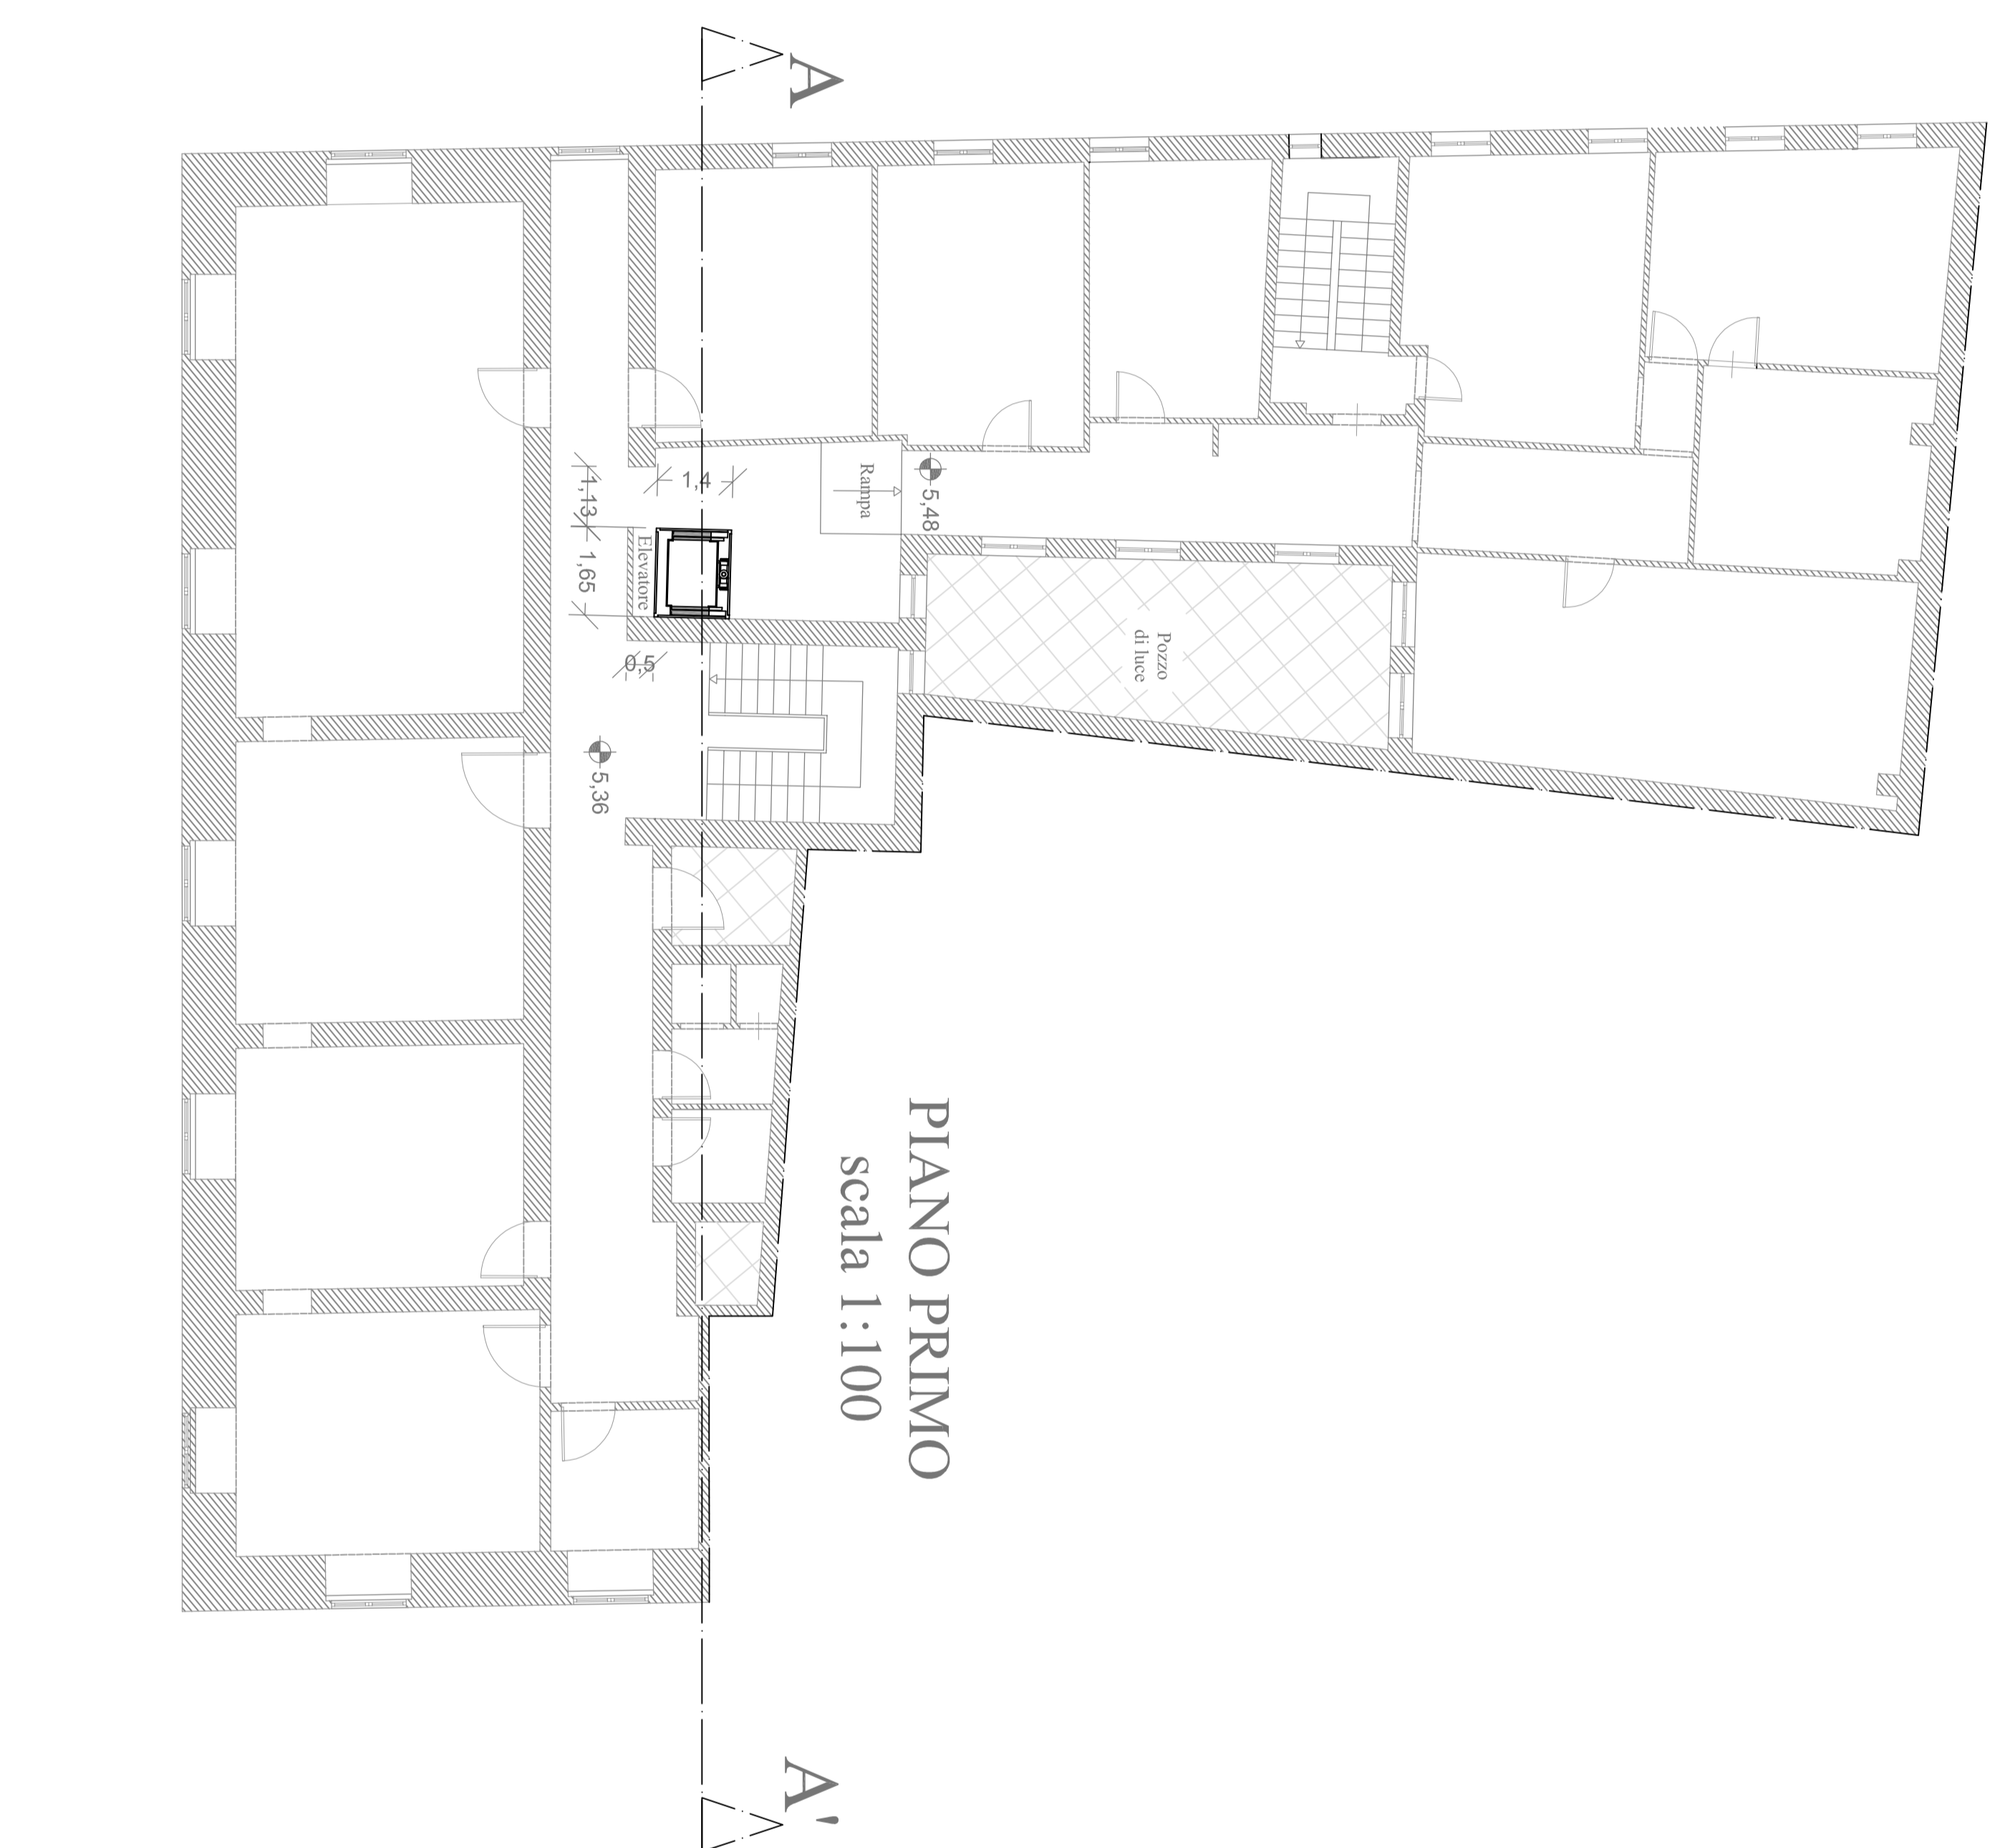 A
5,48
Rampa
1,4
1,13
1,65
Elevatore
0,5
Pozzo
di luce
5,36
PIANO PRIMO
scala 1:100
A'